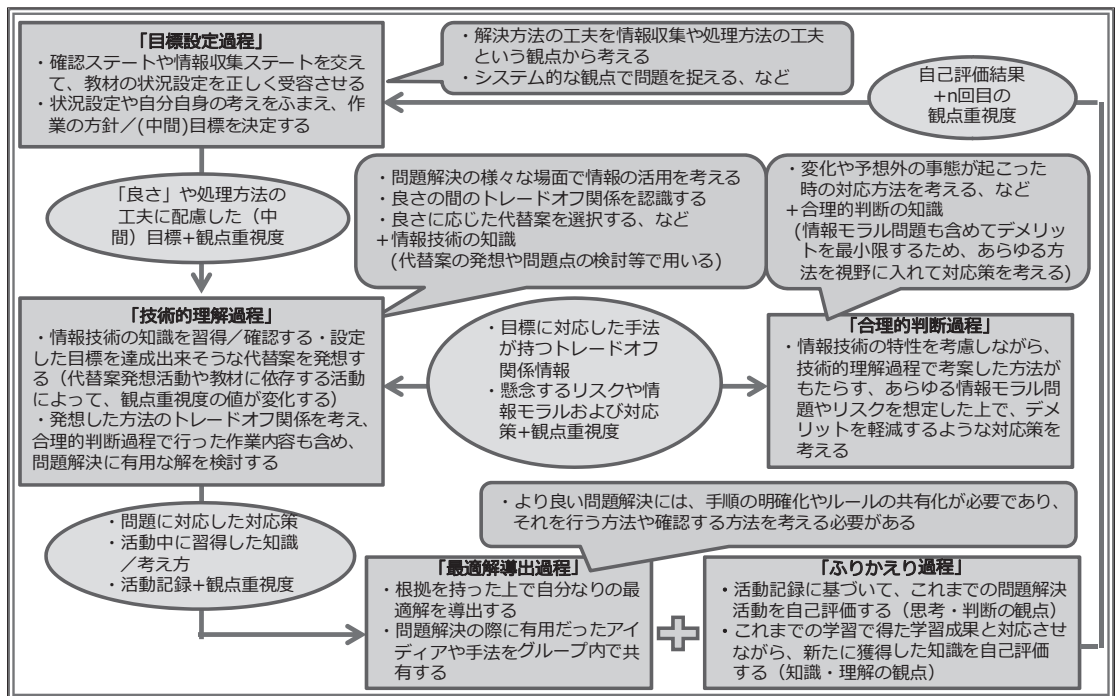 「目標設定過程」
・確認ステートや情報収集ステートを交え
て、教材の状況設定を正しく受容させる
・状況設定や自分自身の考えをふまえ、作
業の方針／(中間)目標を決定する
・解決方法の工夫を情報収集や処理方法の工夫
という観点から考える
・システム的な観点で問題を捉える、など
自己評価結果
+n回目の
観点重視度
「良さ」や処理方法の
工夫に配慮した（中
間）目標+観点重視度
・問題解決の様々な場面で情報の活用を考える
・良さの間のトレードオフ関係を認識する
・良さに応じた代替案を選択する、など
＋情報技術の知識
(代替案の発想や問題点の検討等で用いる)
・変化や予想外の事態が起こった
時の対応方法を考える、など
＋合理的判断の知識
(情報モラル問題も含めてデメリッ
トを最小限するため、あらゆる方
法を視野に入れて対応策を考える)
「技術的理解過程」
・情報技術の知識を習得／確認する・設定
した目標を達成出来そうな代替案を発想す
る（代替案発想活動や教材に依存する活動
によって、観点重視度の値が変化する）
・発想した方法のトレードオフ関係を考え、
合理的判断過程で行った作業内容も含め、
問題解決に有用な解を検討する
・目標に対応した手法
が持つトレードオフ
関係情報
・懸念するリスクや情
報モラルおよび対応
策+観点重視度
「合理的判断過程」
・情報技術の特性を考慮しながら、
技術的理解過程で考案した方法が
もたらす、あらゆる情報モラル問
題やリスクを想定した上で、デメ
リットを軽減するような対応策を
考える
・より良い問題解決には、手順の明確化やルールの共有化が必要であり、
それを行う方法や確認する方法を考える必要がある
・問題に対応した対応策
・活動中に習得した知識
／考え方
・活動記録+観点重視度
「最適解導出過程」
・根拠を持った上で自分なりの最
適解を導出する
・問題解決の際に有用だったアイ
ディアや手法をグループ内で共
有する
「ふりかえり過程」
・活動記録に基づいて、これまでの問題解決
活動を自己評価する（思考・判断の観点）
・これまでの学習で得た学習成果と対応させ
ながら、新たに獲得した知識を自己評価
する（知識・理解の観点）